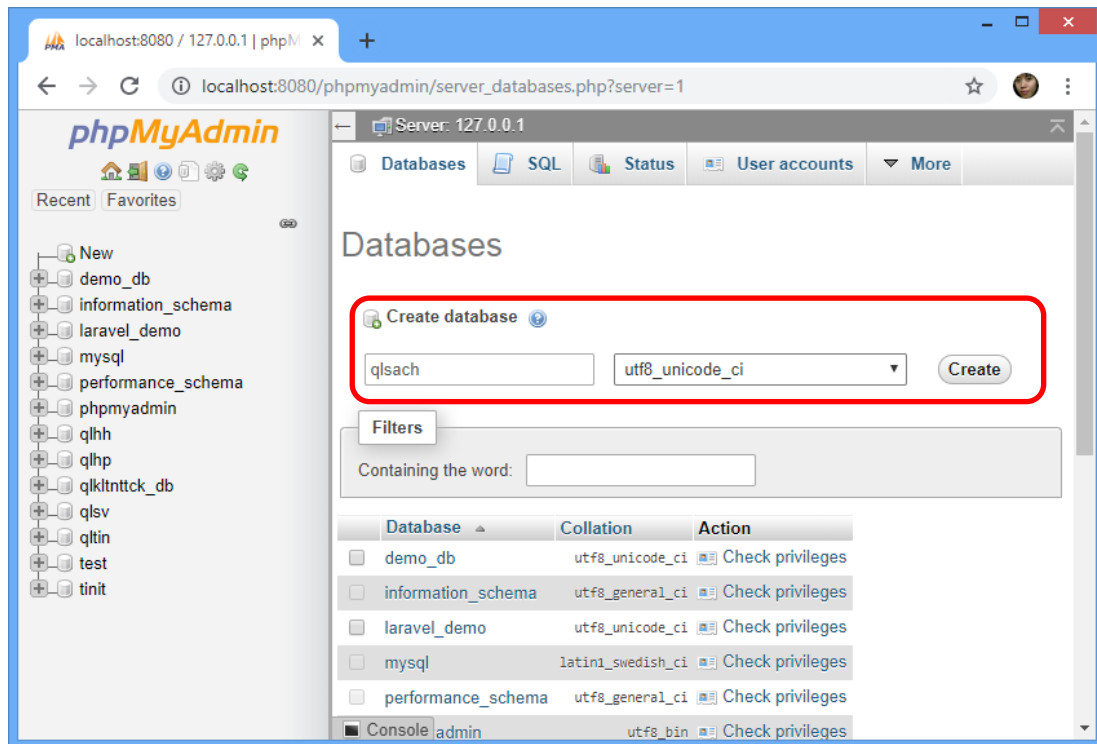 localhost:8080 / 127.0.0.1 | phpM
localhost:8080/phpmyadmin/server_databases.php?server=1
phpMyAdmin
Recent Favorites
New
demo_db
information_schema
laravel_demo
mysql
performance_schema
phpmyadmin
qlhh
qlhp
qlkltnttck_db
qlsv
qltin
test
tinit
Server: 127.0.0.1
Databases SQL Status User accounts More
Databases
Create database
qlsach utf8_unicode_ci Create
Filters
Containing the word:
Database Collation Action
demo_db utf8_unicode_ci Check privileges
information_schema utf8_general_ci Check privileges
laravel_demo utf8_unicode_ci Check privileges
mysql latin1_swedish_ci Check privileges
performance_schema utf8_general_ci Check privileges
Console admin utf8_bin Check privileges